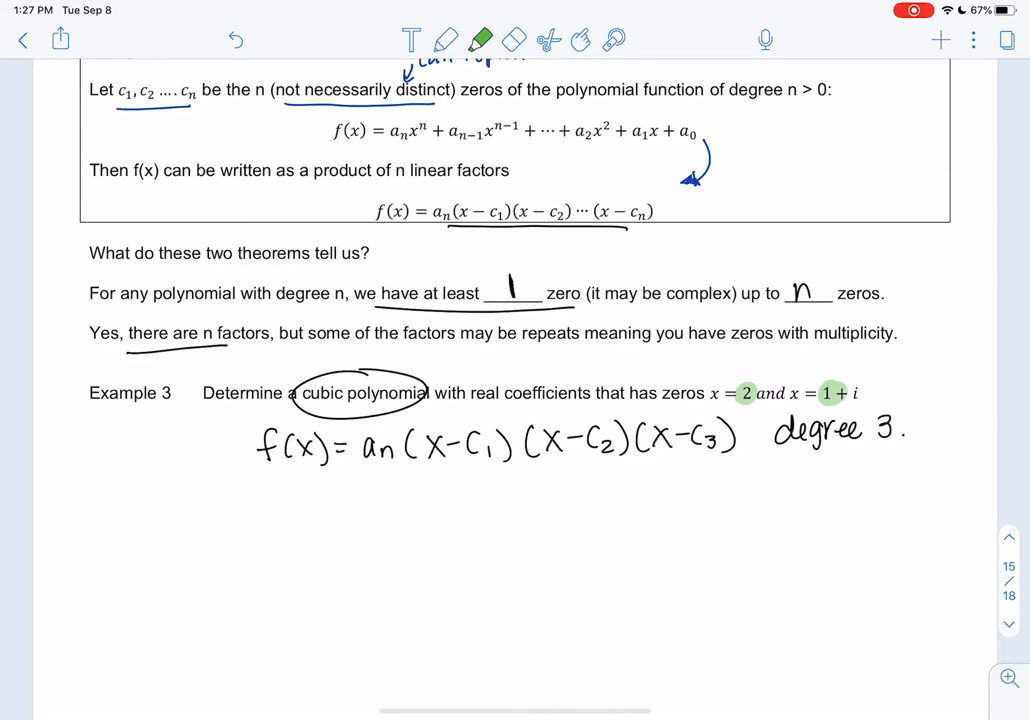 1:27 PM Tue Sep 8 67%
Let c₁, c₂ .... cₙ be the n (not necessarily distinct) zeros of the polynomial function of degree n > 0:
f(x) = aₙxⁿ + aₙ₋₁xⁿ⁻¹ + ⋯ + a₂x² + a₁x + a₀
Then f(x) can be written as a product of n linear factors
f(x) = aₙ(x − c₁)(x − c₂) ⋯ (x − cₙ)
What do these two theorems tell us?
For any polynomial with degree n, we have at least 1 zero (it may be complex) up to n zeros.
Yes, there are n factors, but some of the factors may be repeats meaning you have zeros with multiplicity.
Example 3 Determine a cubic polynomial with real coefficients that has zeros x = 2 and x = 1 + i
f(x) = an (x−c₁) (x−c₂)(x−c₃) degree 3.
15
/
18